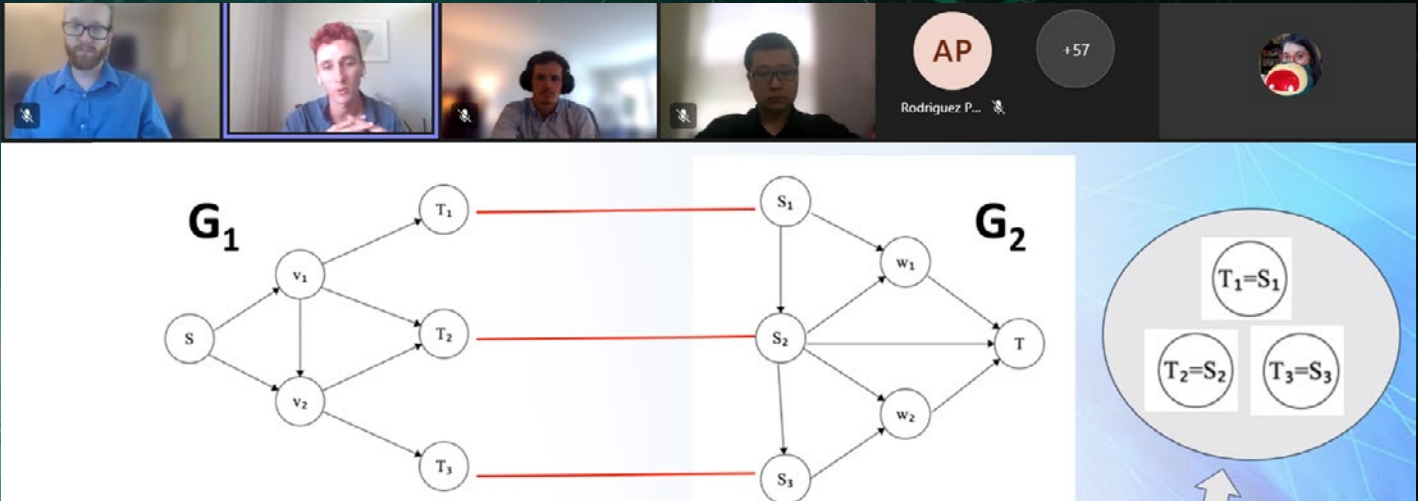 AP
+57
Rodriguez P...
G₁
T₁
S₁
G₂
v₁
w₁
T₁=S₁
S
T₂
S₂
T
T₂=S₂
T₃=S₃
v₂
w₂
T₃
S₃